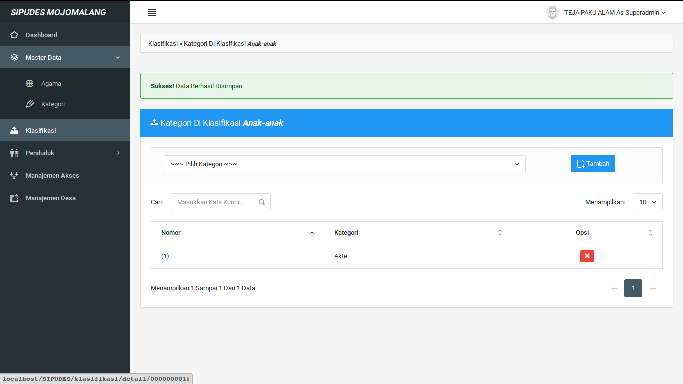 SIPUDES MOJOMALANG
TEJA PAKU ALAM As Superadmin
Dashboard
Master Data
Agama
Kategori
Klasifikasi
Penduduk
Manajemen Akses
Manajemen Desa
Klasifikasi » Kategori Di Klasifikasi Anak-anak
Sukses! Data Berhasil Disimpan
Kategori Di Klasifikasi Anak-anak
~~~ Pilih Kategori ~~~
Tambah
Cari: Masukkan Kata Kunci...
Menampilkan: 10
Nomor Kategori Opsi
(1) Akte
Menampilkan 1 Sampai 1 Dari 1 Data
← 1 →
localhost/SIPUDES/klasifikasi/detail/000000001#